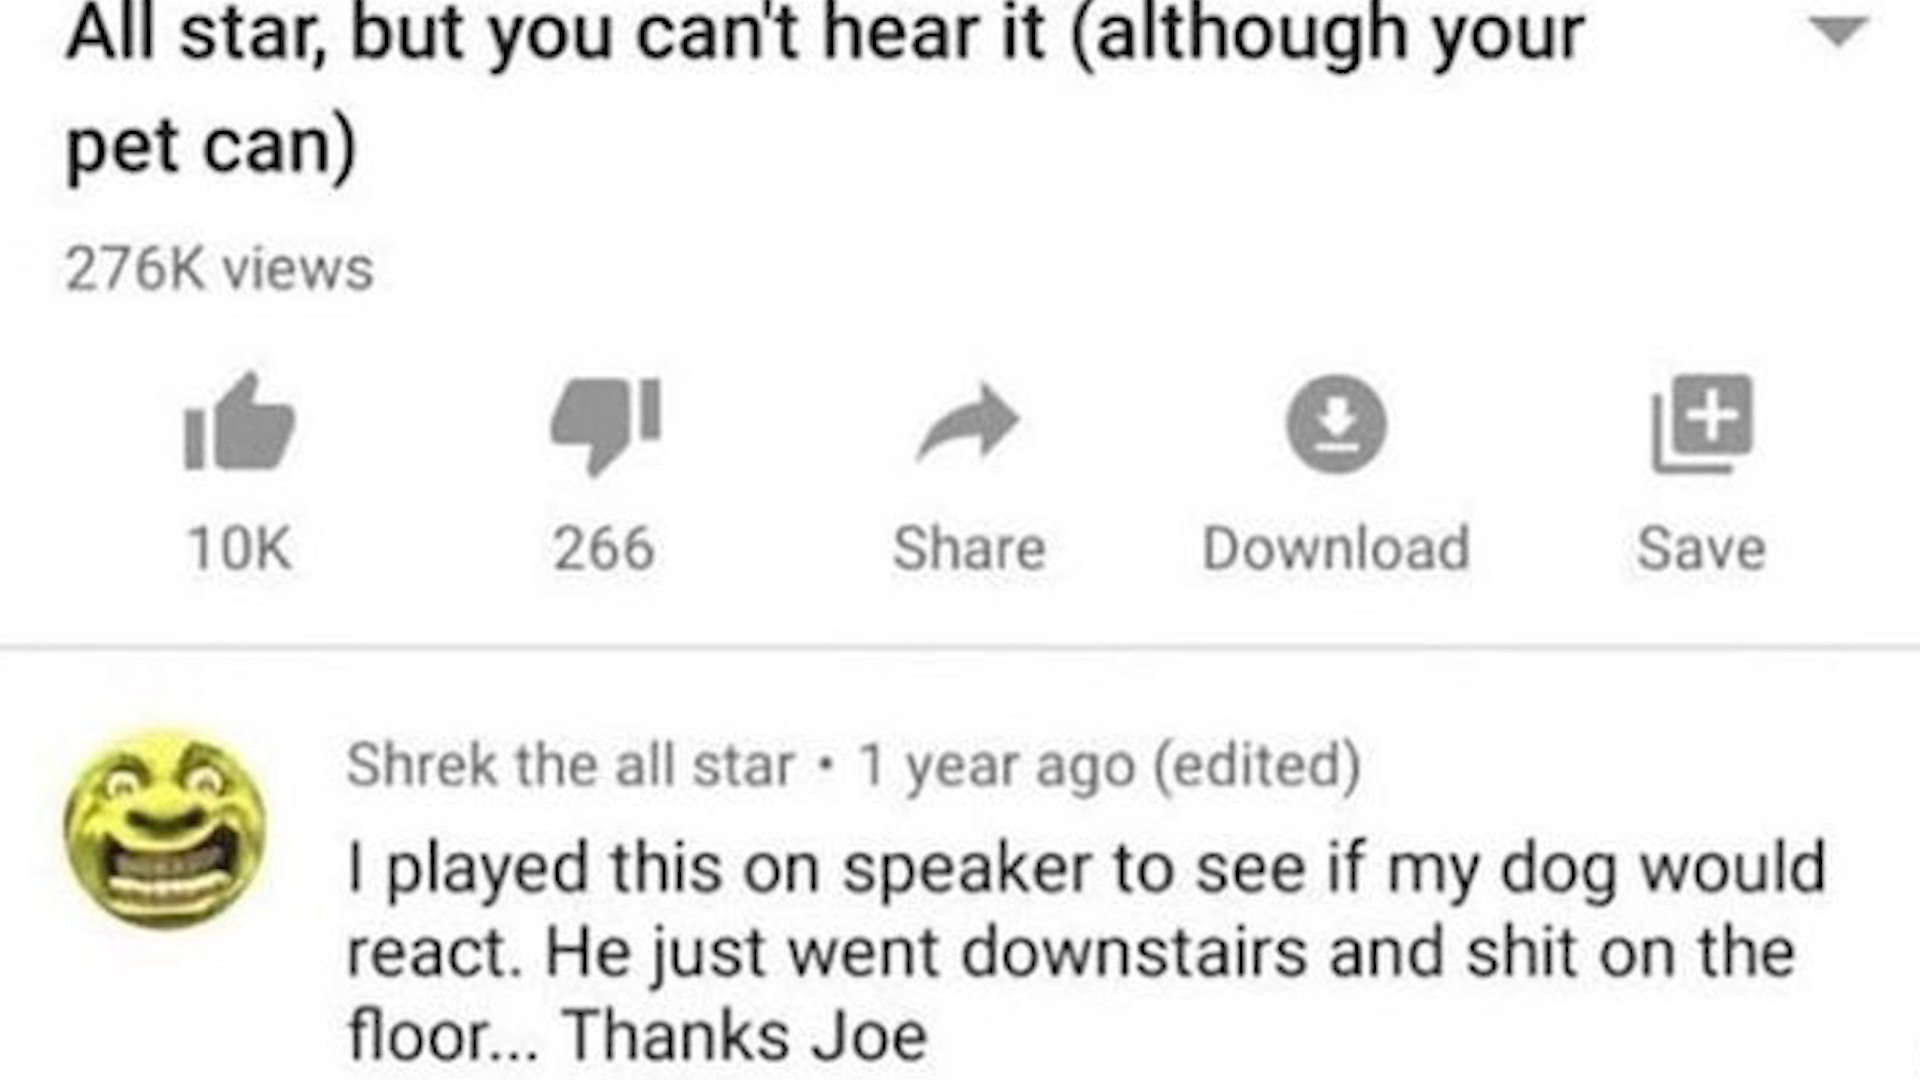 All star, but you can't hear it (although your
pet can)
276K views
10K
266
Share
Download
Save
Shrek the all star • 1 year ago (edited)
I played this on speaker to see if my dog would
react. He just went downstairs and shit on the
floor... Thanks Joe